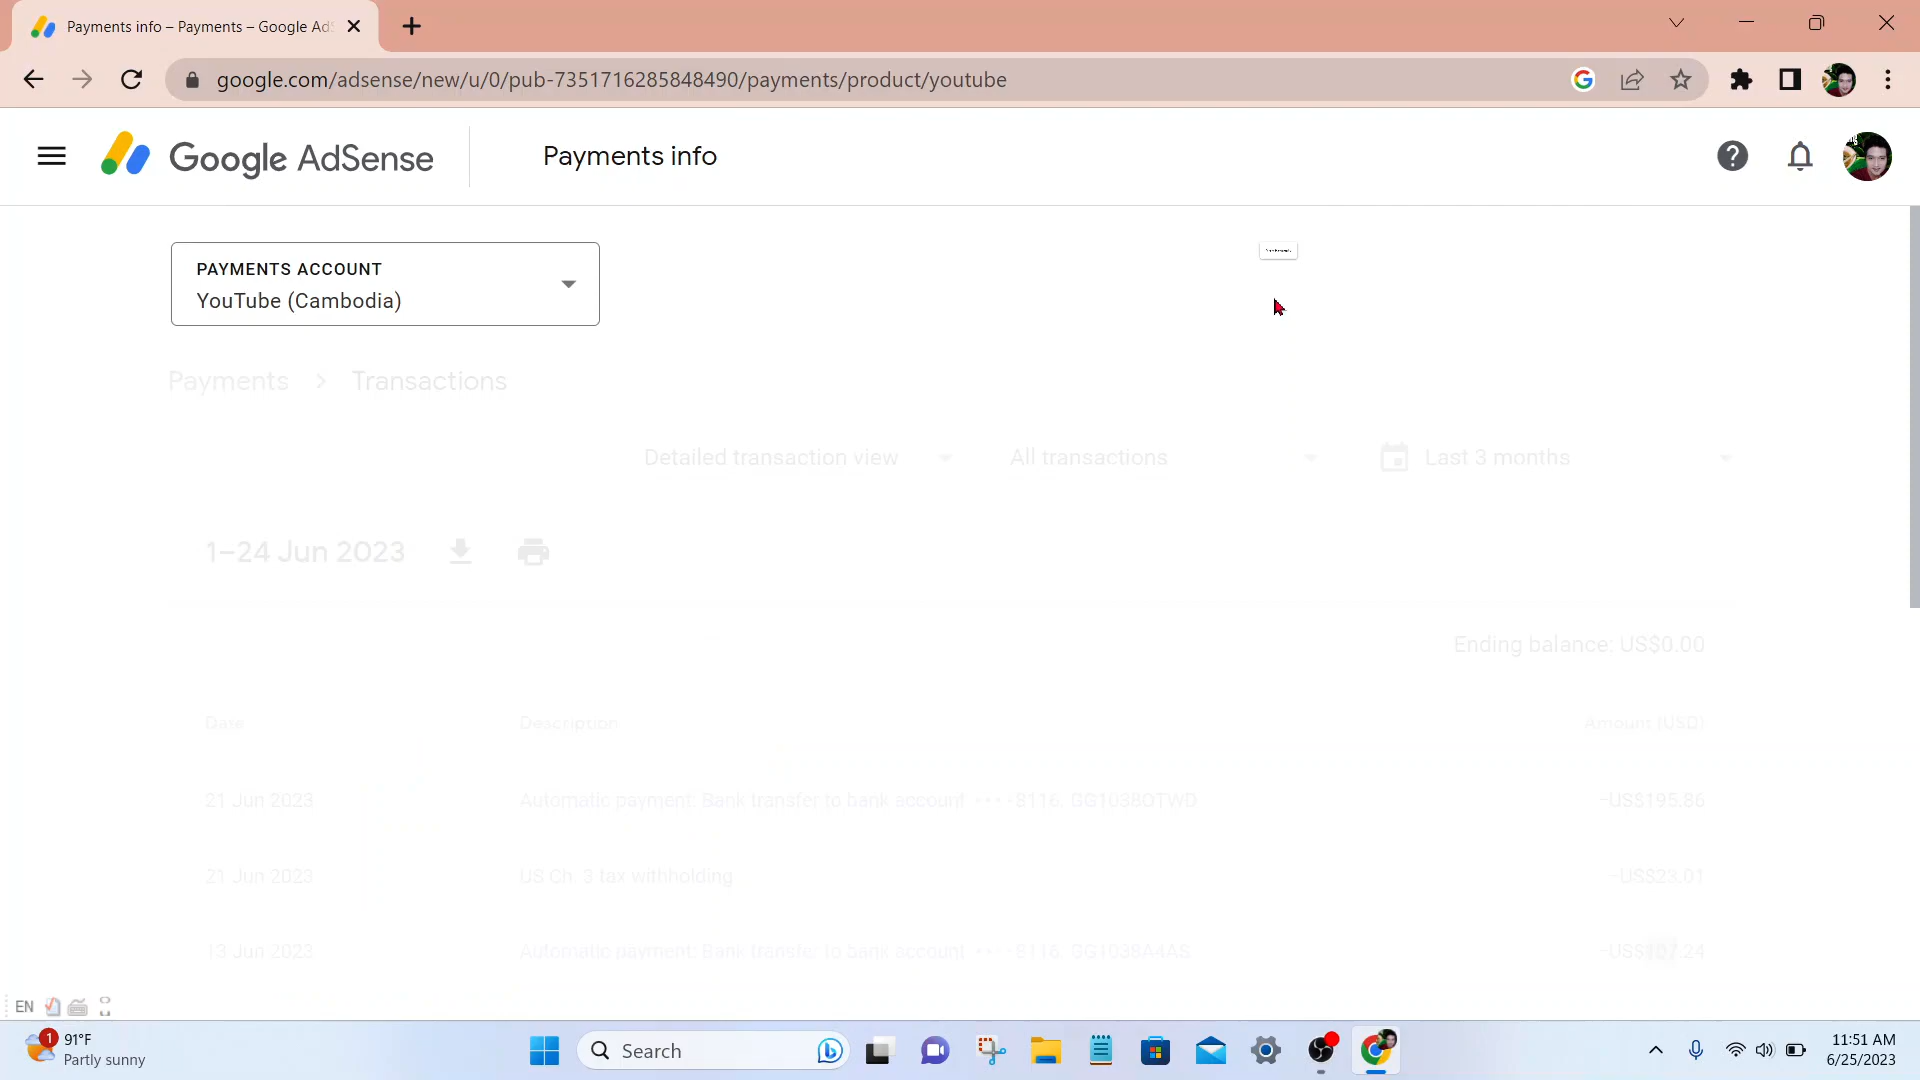 Payments info – Payments – Google Ad
google.com/adsense/new/u/0/pub-7351716285848490/payments/product/youtube
Google AdSense
Payments info
PAYMENTS ACCOUNT
YouTube (Cambodia)
Payments > Transactions
Detailed transaction view
All transactions
Last 3 months
1–24 Jun 2023
Ending balance: US$0.00
Date Description Amount (USD)
21 Jun 2023 Automatic payment: Bank transfer to bank account •••• 8116, −US$195.86
21 Jun 2023 US Ch. 3 tax withholding −US$23.01
13 Jun 2023 Automatic payment: Bank transfer to bank account •••• 8116, GG1038A4AS −US$107.24
EN
1
91°F
Partly sunny
Search
11:51 AM
6/25/2023